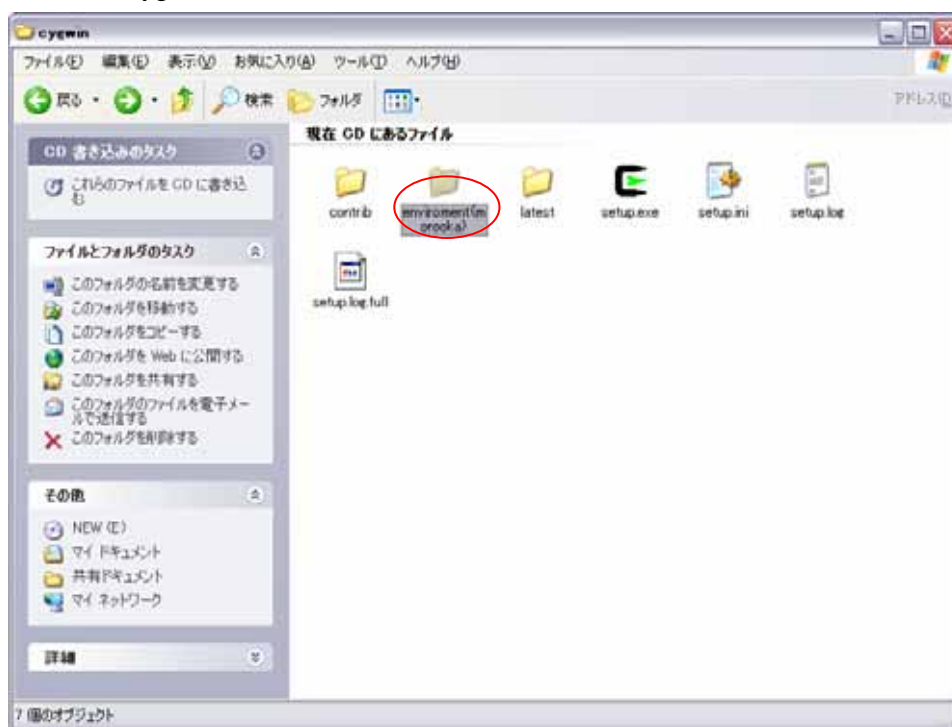 cygwin
ファイル(F) 編集(E) 表示(V) お気に入り(A) ツール(T) ヘルプ(H)
戻る 検索 フォルダ アドレス(D)
現在 CD にあるファイル
CD 書き込みのタスク
これらのファイルを CD に書き込
む
contrib
enviroment(m
orooka)
latest
setup.exe
setup.ini
setup.log
setup.log.full
ファイルとフォルダのタスク
このフォルダの名前を変更する
このフォルダを移動する
このフォルダをコピーする
このフォルダを Web に公開する
このフォルダを共有する
このフォルダのファイルを電子メー
ルで送信する
このフォルダを削除する
その他
NEW (E)
マイ ドキュメント
共有ドキュメント
マイ ネットワーク
詳細
7 個のオブジェクト